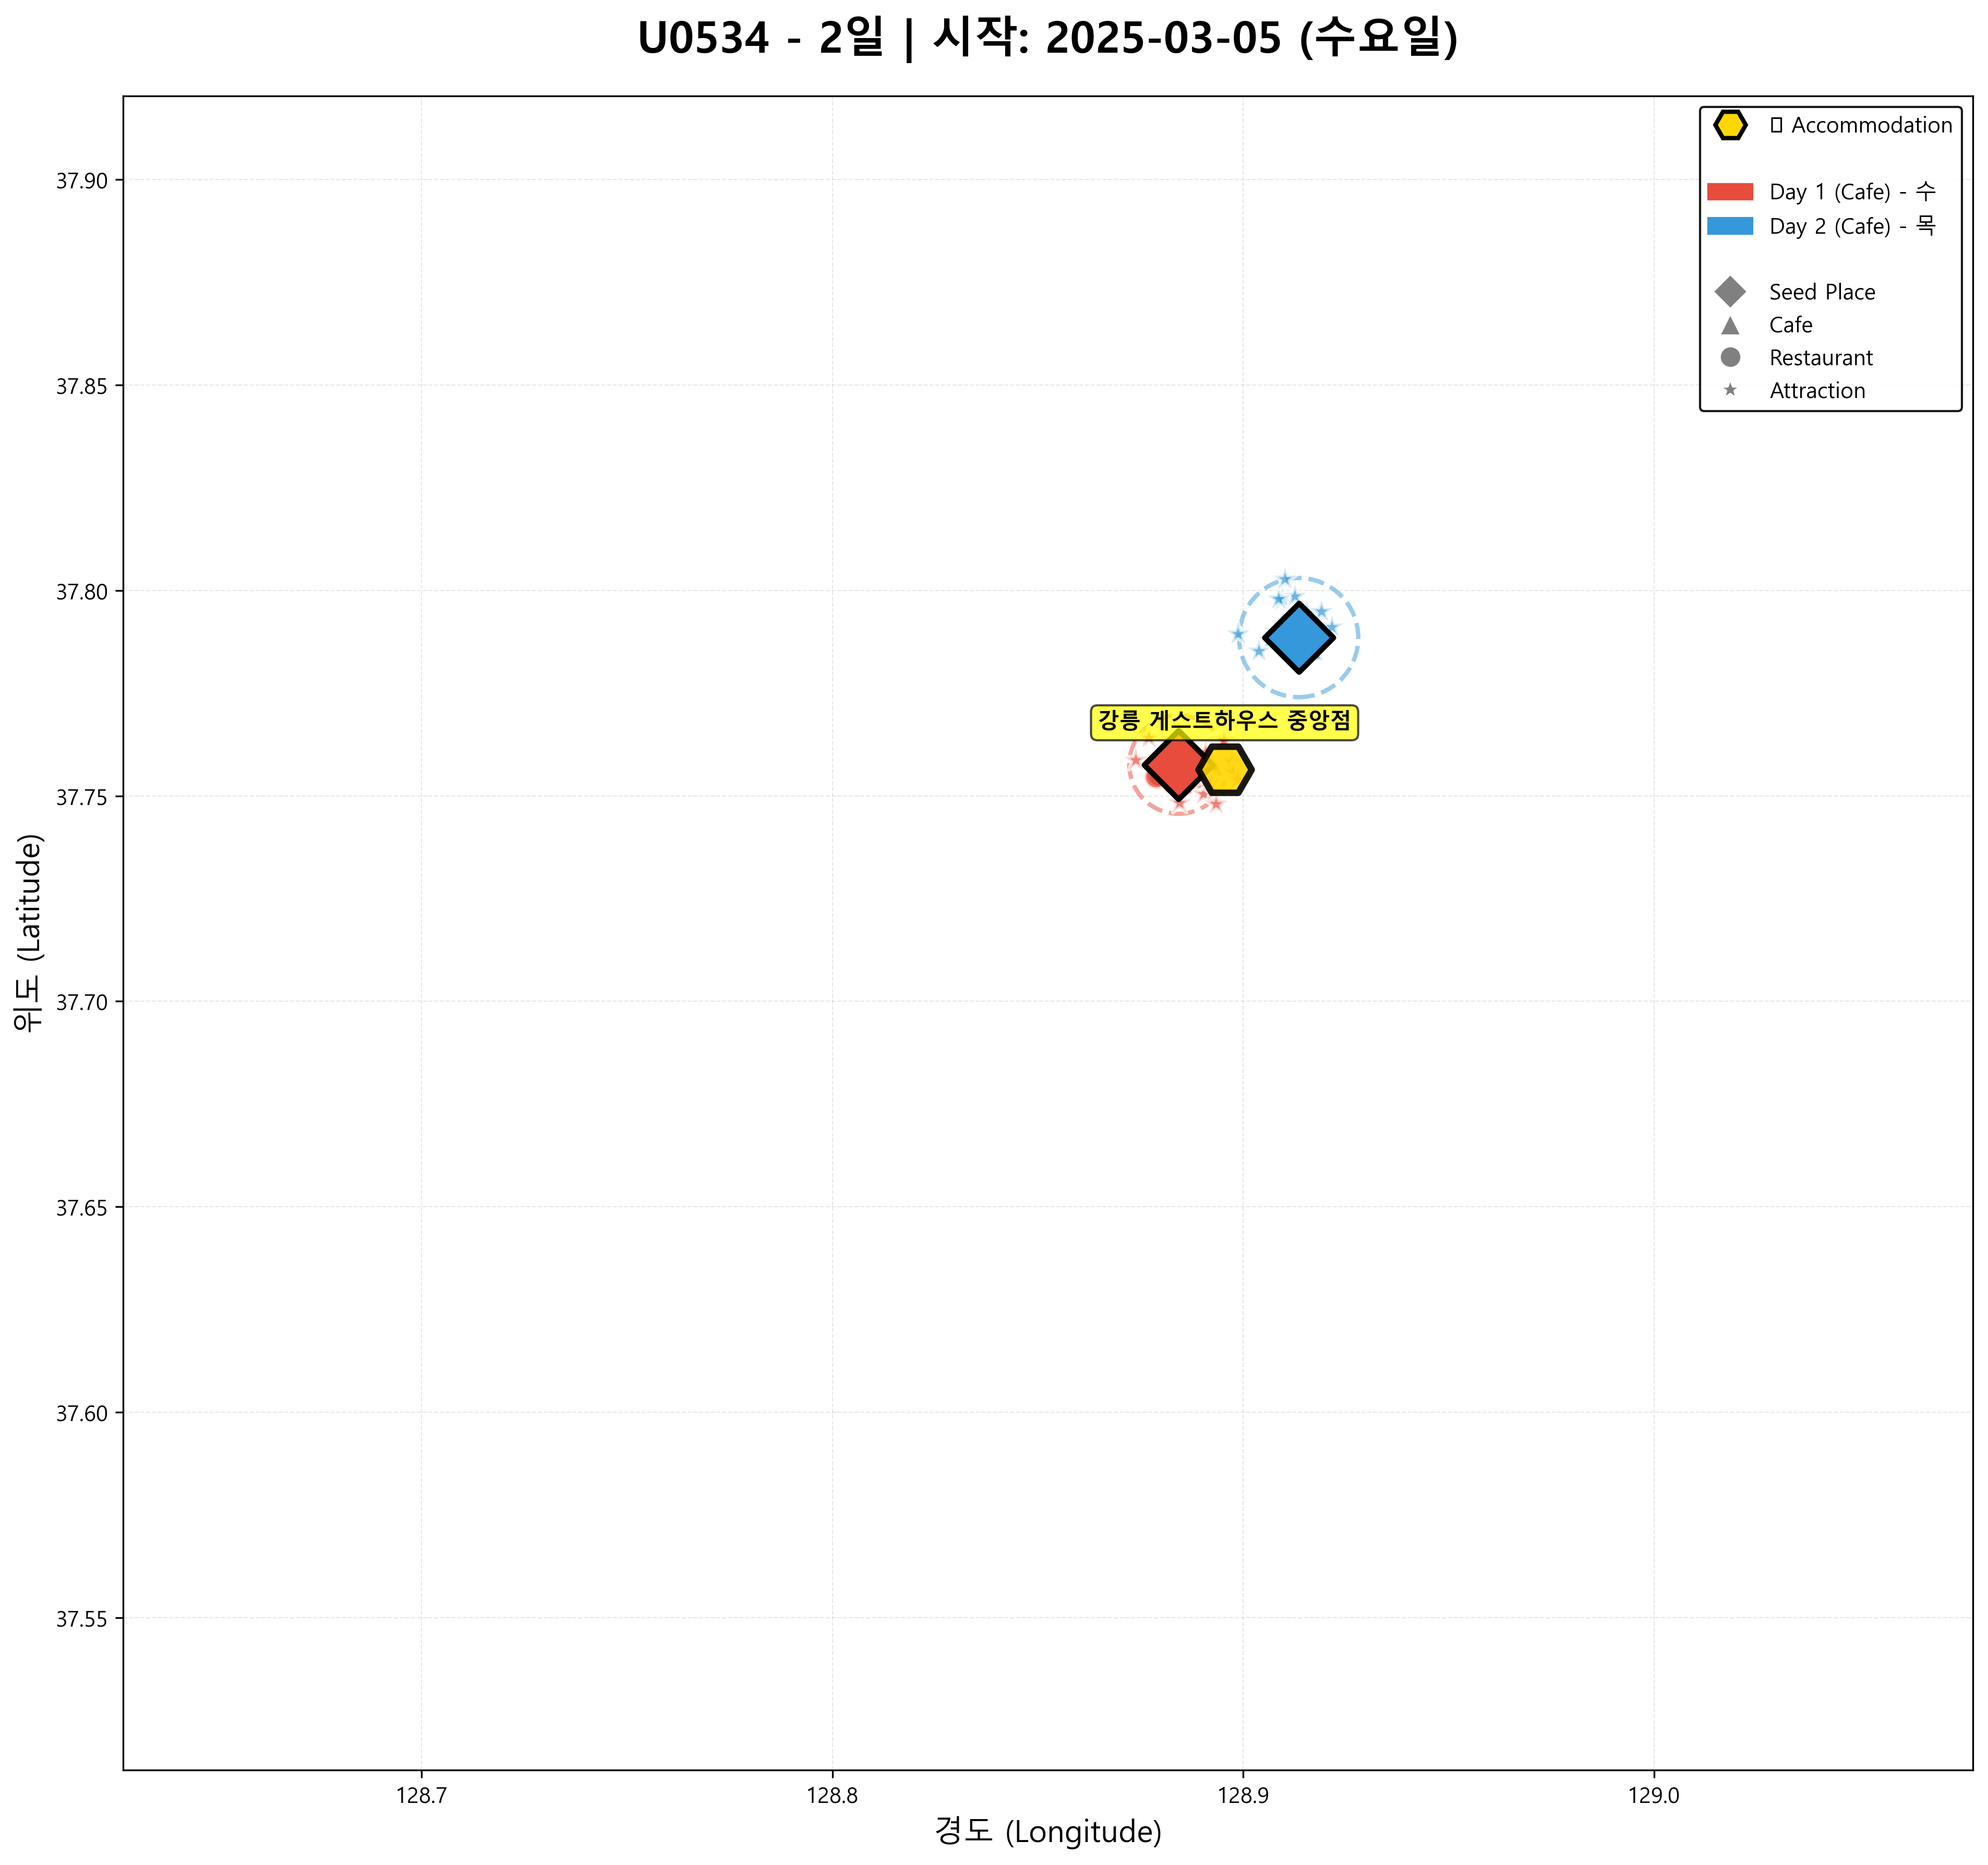 U0534 - 2일 | 시작: 2025-03-05 (수요일)
Accommodation
Day 1 (Cafe) - 수
Day 2 (Cafe) - 목
Seed Place
Cafe
Restaurant
Attraction
37.90
37.85
37.80
강릉 게스트하우스 중앙점
37.75
37.70
37.65
37.60
37.55
위도 (Latitude)
128.7
128.8
128.9
129.0
경도 (Longitude)